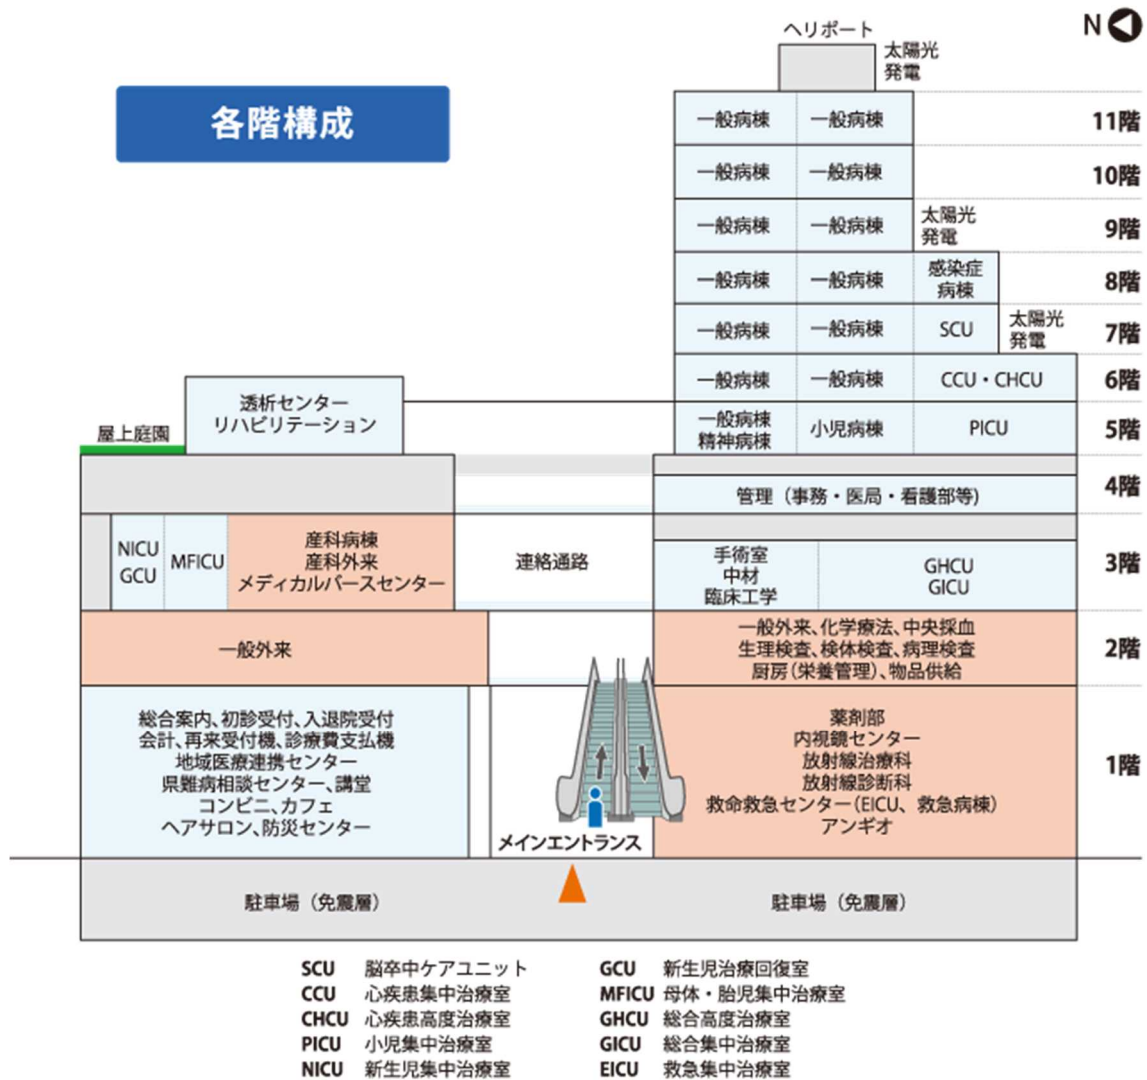 N
ヘリポート
太陽光
発電
各階構成
一般病棟 一般病棟 11階
一般病棟 一般病棟 10階
一般病棟 一般病棟 太陽光
発電 9階
一般病棟 一般病棟 感染症
病棟 8階
一般病棟 一般病棟 SCU 太陽光
発電 7階
一般病棟 一般病棟 CCU・CHCU 6階
透析センター
リハビリテーション
屋上庭園
一般病棟
精神病棟 小児病棟 PICU 5階
管理（事務・医局・看護部等) 4階
NICU
GCU
MFICU
産科病棟
産科外来
メディカルバースセンター
連絡通路
手術室
中材
臨床工学
GHCU
GICU
3階
一般外来
一般外来、化学療法、中央採血
生理検査、検体検査、病理検査
厨房(栄養管理)、物品供給
2階
総合案内、初診受付、入退院受付
会計、再来受付機、診療費支払機
地域医療連携センター
県難病相談センター、講堂
コンビニ、カフェ
ヘアサロン、防災センター
メインエントランス
薬剤部
内視鏡センター
放射線治療科
放射線診断科
救命救急センター(EICU、救急病棟)
アンギオ
1階
駐車場（免震層） 駐車場（免震層）
SCU 脳卒中ケアユニット
CCU 心疾患集中治療室
CHCU 心疾患高度治療室
PICU 小児集中治療室
NICU 新生児集中治療室
GCU 新生児治療回復室
MFICU 母体・胎児集中治療室
GHCU 総合高度治療室
GICU 総合集中治療室
EICU 救急集中治療室